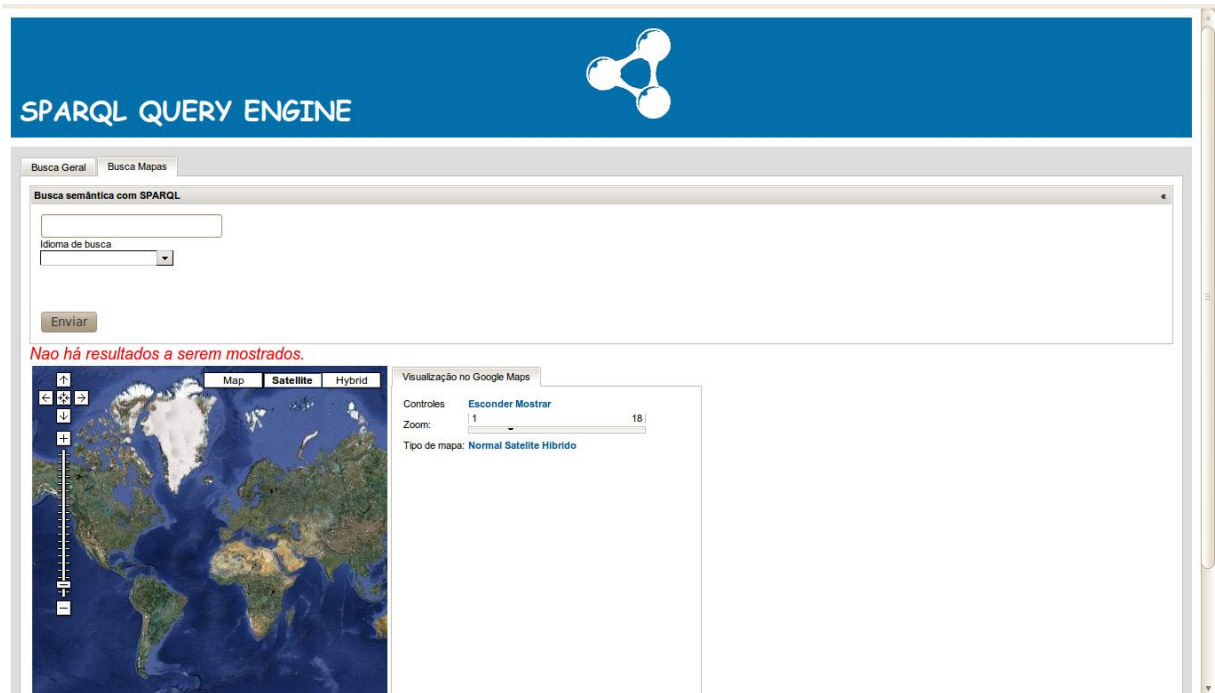 SPARQL QUERY ENGINE
Busca Geral Busca Mapas
Busca semântica com SPARQL «
Idioma de busca
Enviar
Nao há resultados a serem mostrados.
Map Satellite Hybrid
Visualização no Google Maps
Controles Esconder Mostrar
Zoom: 1 18
Tipo de mapa: Normal Satelite Hibrido